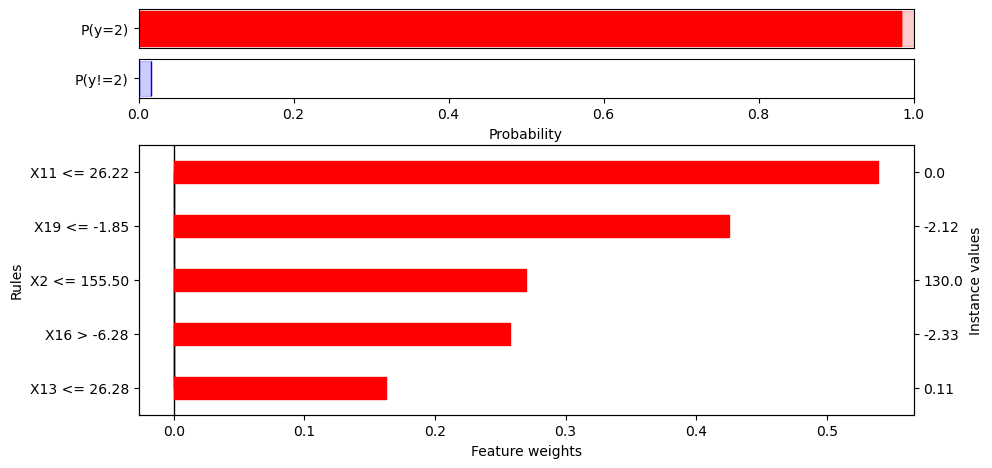 P(y=2)
P(y!=2)
0.0 0.2 0.4 0.6 0.8 1.0
Probability
Rules
X11 <= 26.22 0.0
X19 <= -1.85 -2.12
X2 <= 155.50 130.0
X16 > -6.28 -2.33
X13 <= 26.28 0.11
Instance values
0.0 0.1 0.2 0.3 0.4 0.5
Feature weights